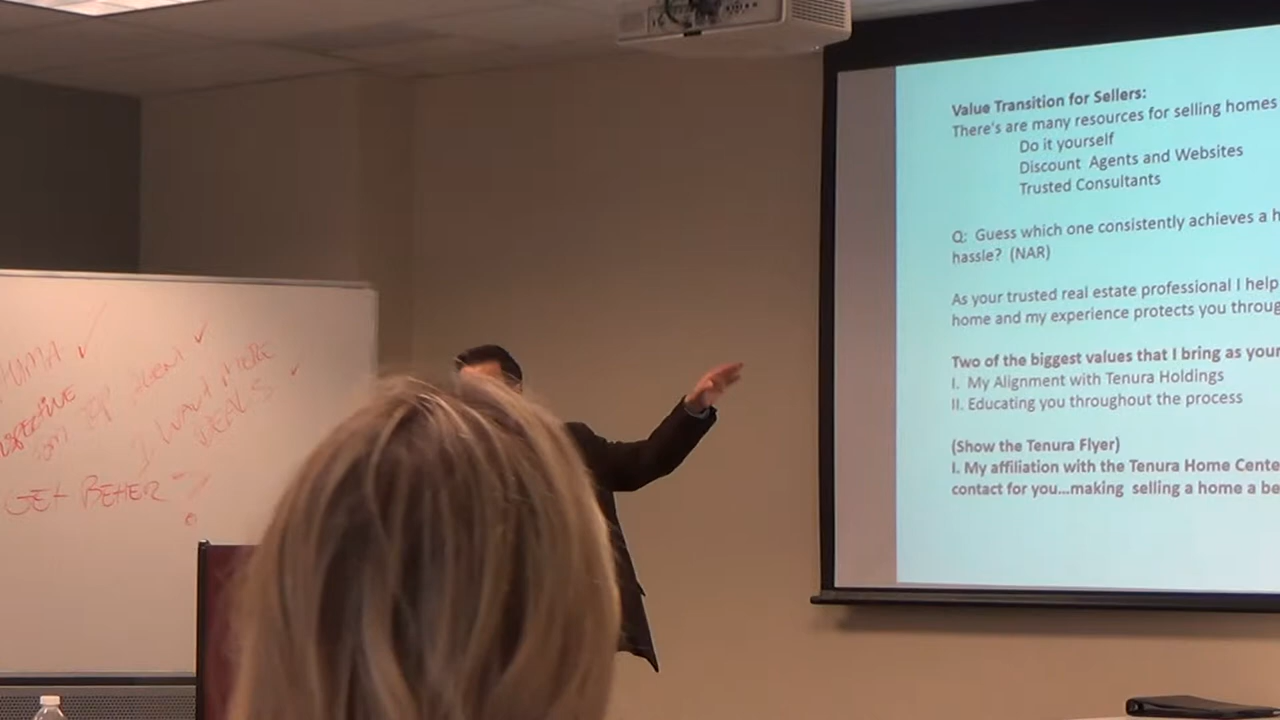 I WANT MORE
DEALS
GET BETTER
Value Transition for Sellers:
There's are many resources for selling homes
Do it yourself
Discount Agents and Websites
Trusted Consultants
Q: Guess which one consistently achieves a
hassle? (NAR)
As your trusted real estate professional I help
home and my experience protects you
Two of the biggest values that I bring as your
I. My Alignment with Tenura Holdings
II. Educating you throughout the process
(Show the Tenura Flyer)
I. My affiliation with the Tenura Home
contact for you...making selling a home a